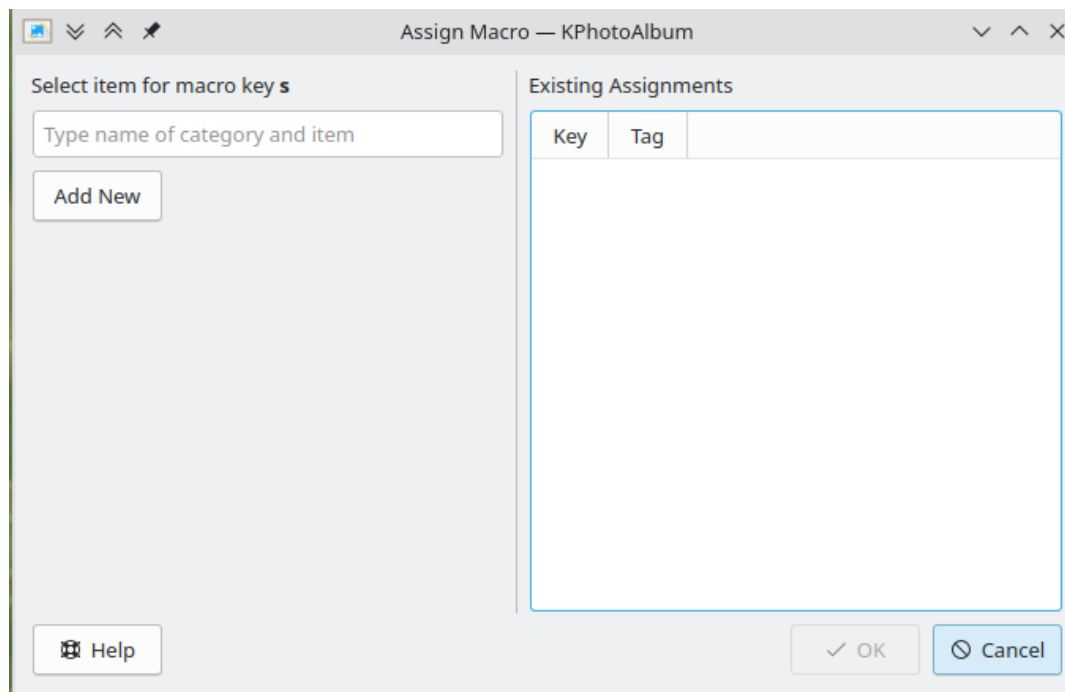 Assign Macro — KPhotoAlbum
Select item for macro key s
Type name of category and item
Add New
Existing Assignments
Key Tag
Help
OK
Cancel